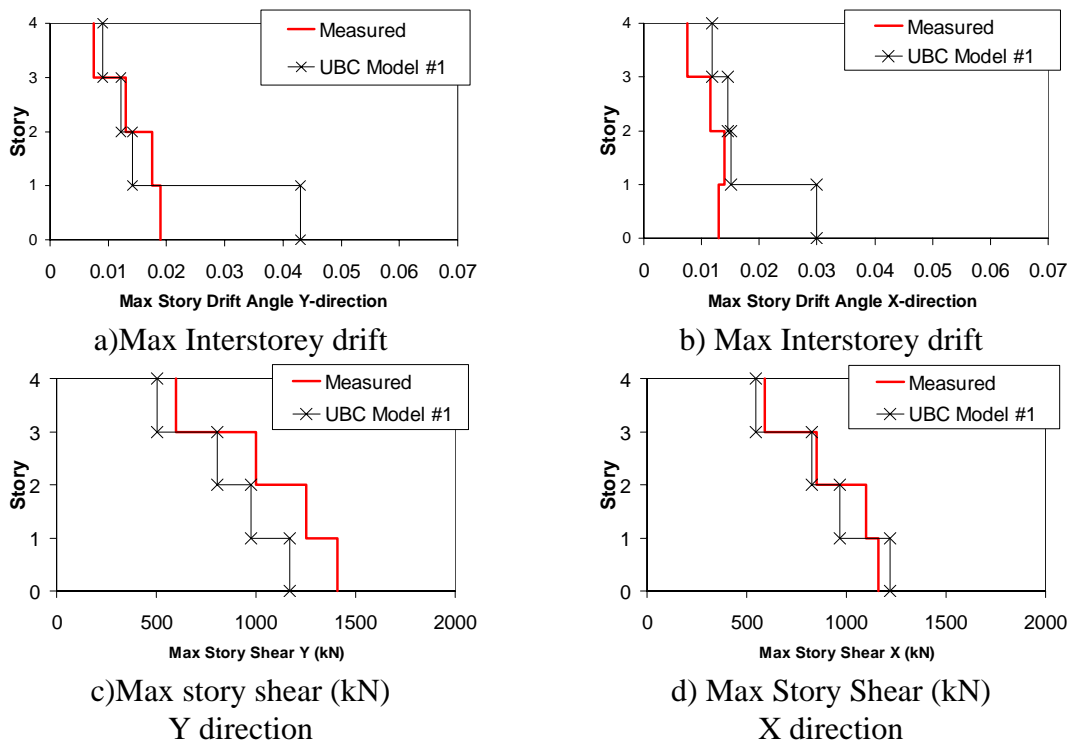 4
3
2
1
0
Story
Measured
UBC Model #1
0 0.01 0.02 0.03 0.04 0.05 0.06 0.07
Max Story Drift Angle Y-direction
a)Max Interstorey drift
4
3
2
1
0
Story
Measured
UBC Model #1
0 0.01 0.02 0.03 0.04 0.05 0.06 0.07
Max Story Drift Angle X-direction
b) Max Interstorey drift
4
3
2
1
0
Story
Measured
UBC Model #1
0 500 1000 1500 2000
Max Story Shear Y (kN)
c)Max story shear (kN)
Y direction
4
3
2
1
0
Story
Measured
UBC Model #1
0 500 1000 1500 2000
Max Story Shear X (kN)
d) Max Story Shear (kN)
X direction